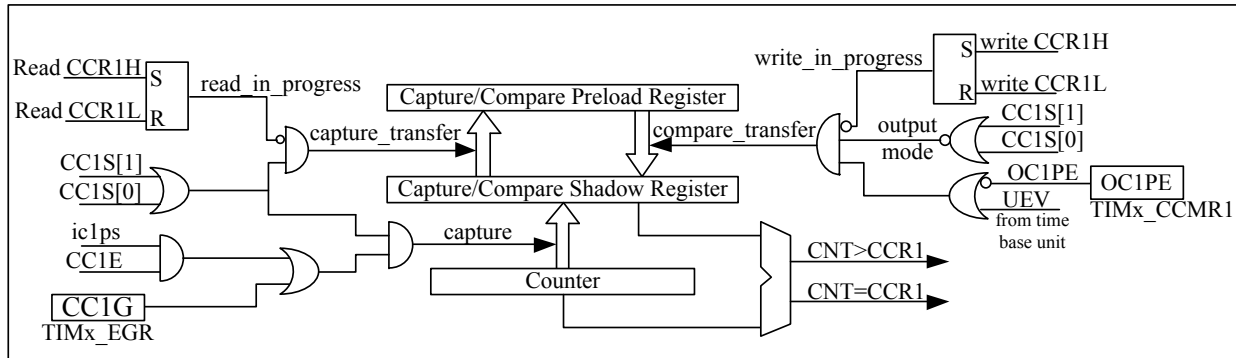 Read CCR1H
S
Read CCR1L
R
read_in_progress
CC1S[1]
CC1S[0]
ic1ps
CC1E
CC1G
TIMx_EGR
capture_transfer
capture
Capture/Compare Preload Register
Capture/Compare Shadow Register
Counter
compare_transfer
write_in_progress
S
write CCR1H
R
write CCR1L
output
mode
CC1S[1]
CC1S[0]
OC1PE
UEV
from time
base unit
OC1PE
TIMx_CCMR1
CNT>CCR1
CNT=CCR1